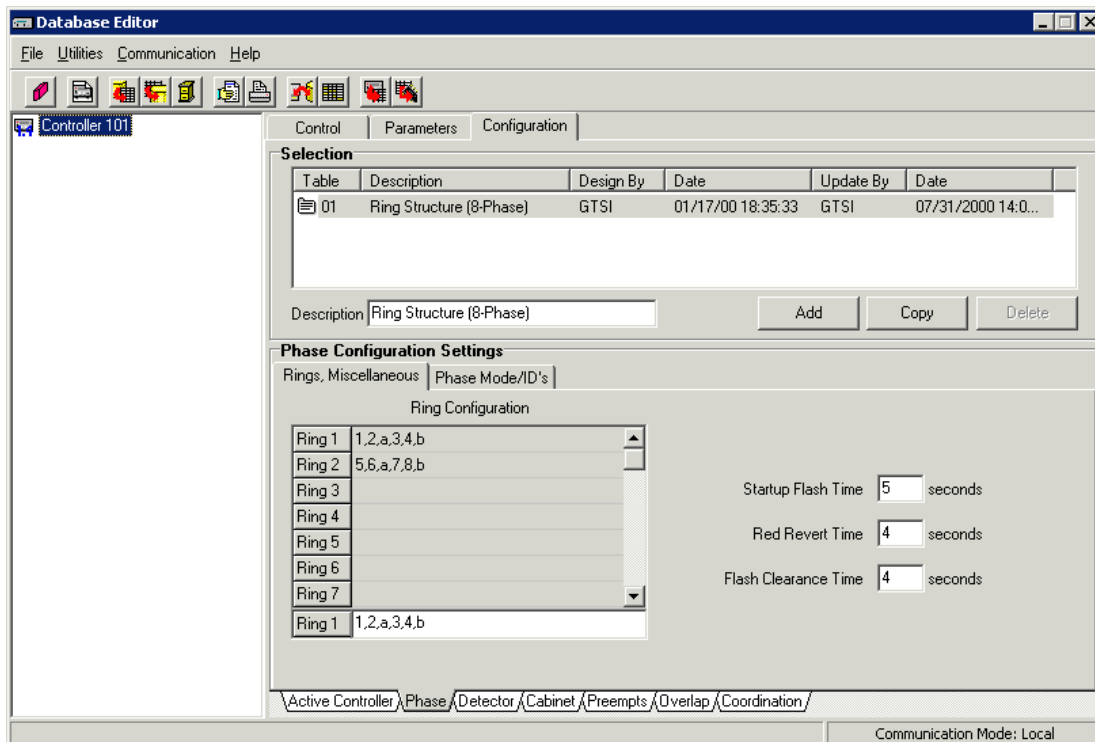 Database Editor
File Utilities Communication Help
Controller 101
Control Parameters Configuration
Selection
Table Description Design By Date Update By Date
01 Ring Structure (8-Phase) GTSI 01/17/00 18:35:33 GTSI 07/31/2000 14:0...
Description Ring Structure (8-Phase) Add Copy Delete
Phase Configuration Settings
Rings, Miscellaneous Phase Mode/ID's
Ring Configuration
Ring 1 1,2,a,3,4,b
Ring 2 5,6,a,7,8,b
Ring 3
Ring 4
Ring 5
Ring 6
Ring 7
Ring 1 1,2,a,3,4,b
Startup Flash Time 5 seconds
Red Revert Time 4 seconds
Flash Clearance Time 4 seconds
Active Controller Phase Detector Cabinet Preempts Overlap Coordination
Communication Mode: Local